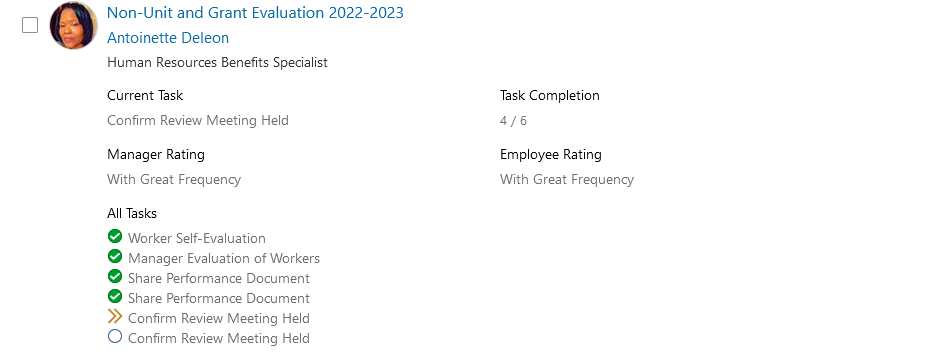 Non-Unit and Grant Evaluation 2022-2023
Antoinette Deleon
Human Resources Benefits Specialist
Current Task
Task Completion
Confirm Review Meeting Held
4 / 6
Manager Rating
Employee Rating
With Great Frequency
With Great Frequency
All Tasks
Worker Self-Evaluation
Manager Evaluation of Workers
Share Performance Document
Share Performance Document
Confirm Review Meeting Held
Confirm Review Meeting Held